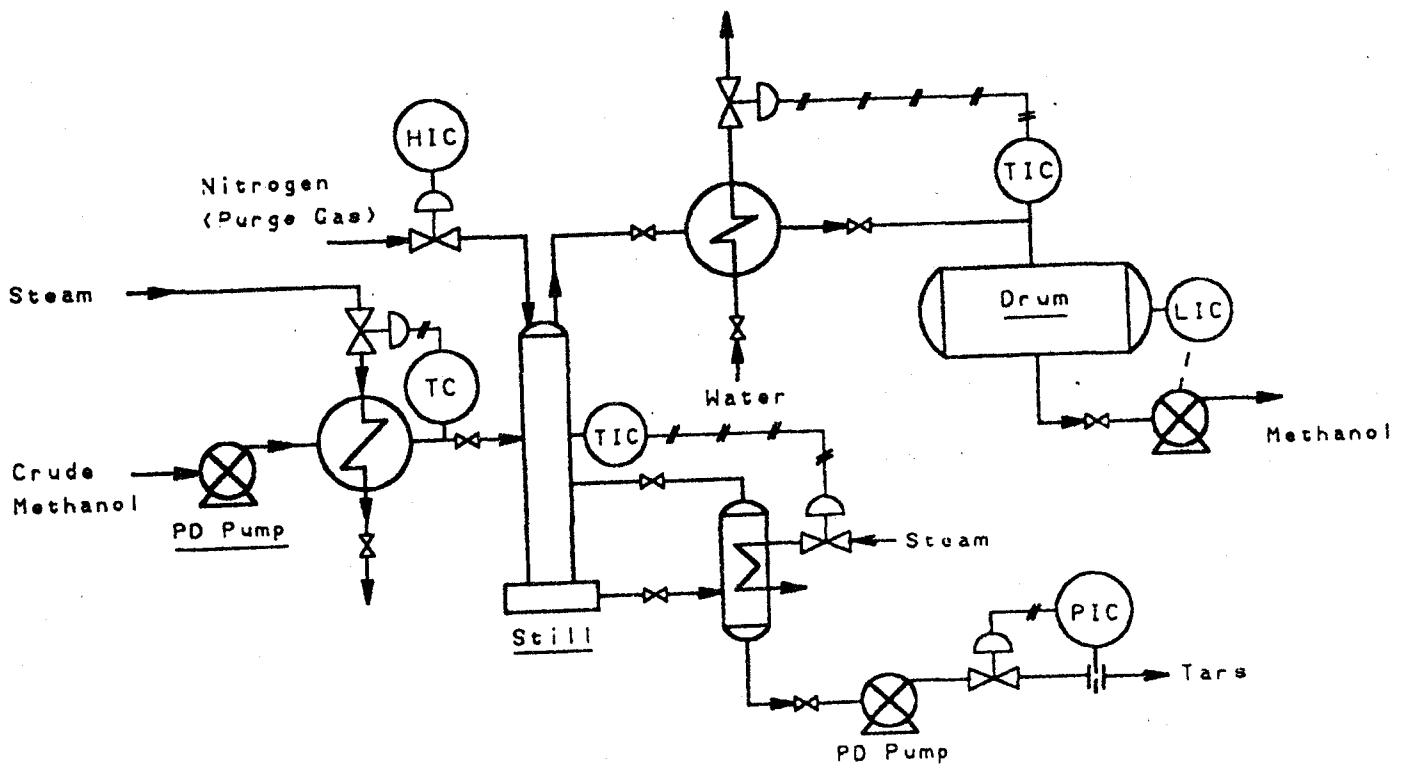 HIC
Nitrogen
(Purge Gas)
TIC
Steam
Drum
LIC
TC
Water
TIC
Methanol
Crude
Methanol
PD Pump
Steam
Still
PIC
Tars
PD Pump